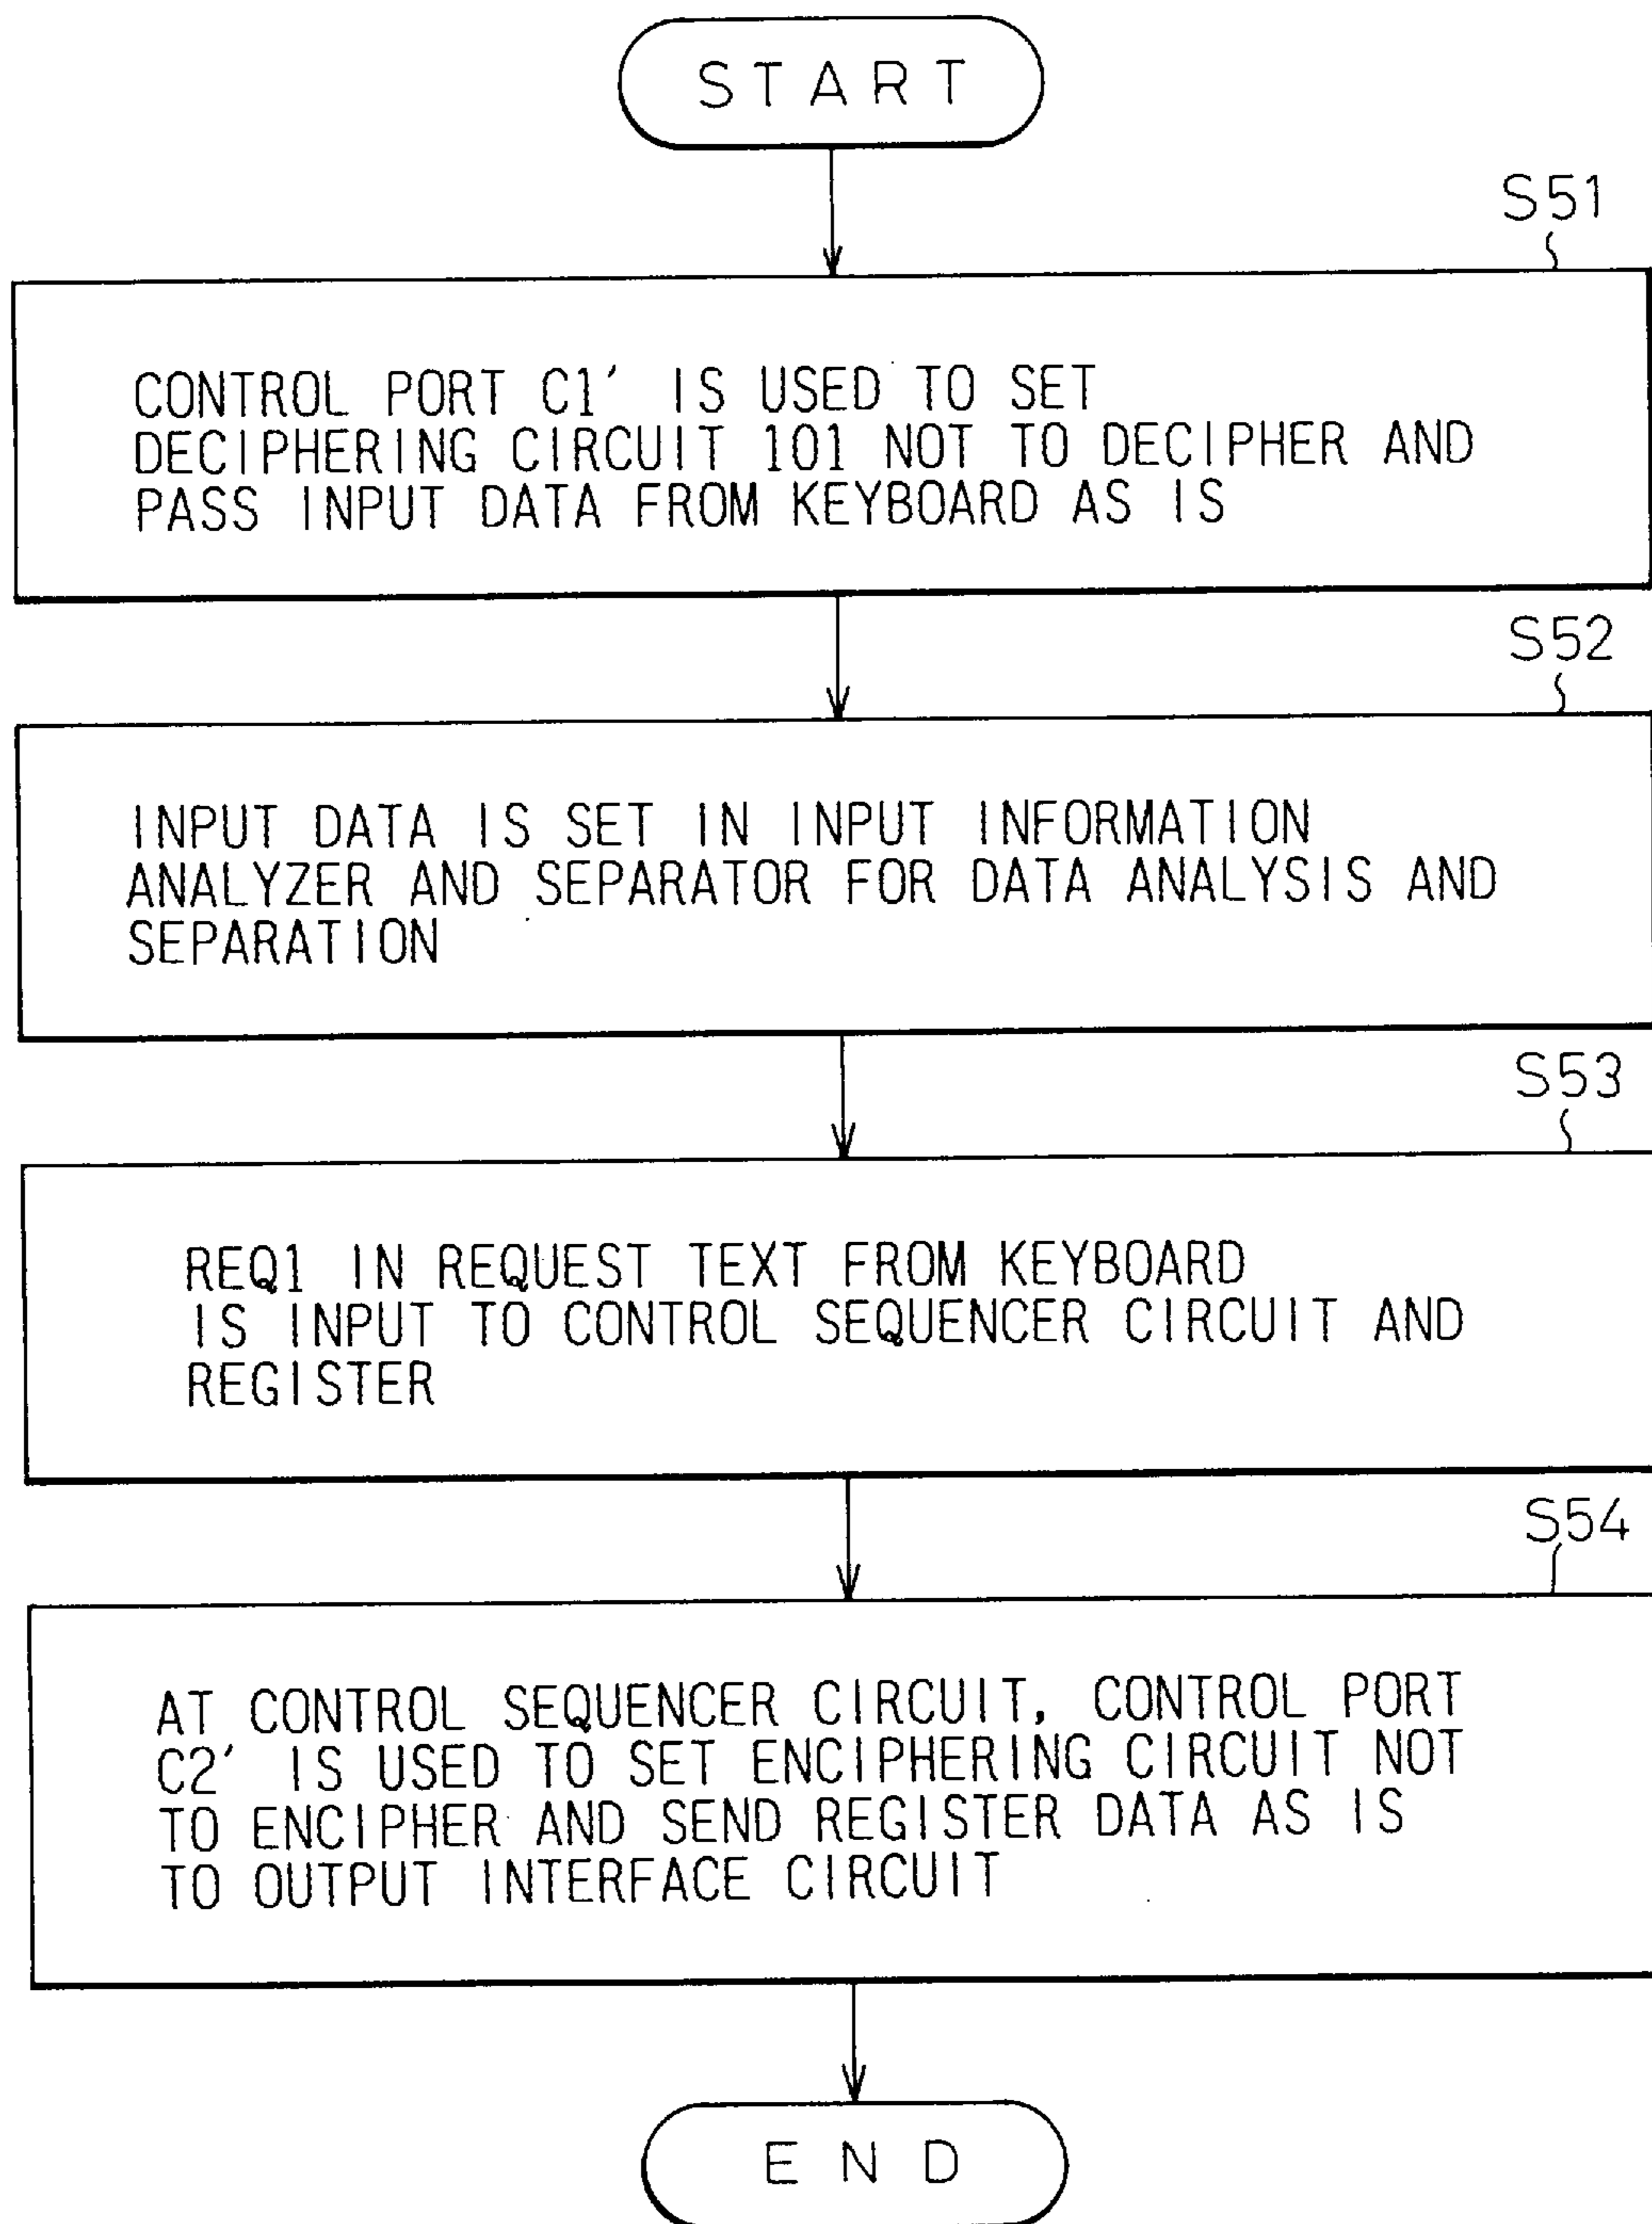 START
S51
CONTROL PORT C1' IS USED TO SET
DECIPHERING CIRCUIT 101 NOT TO DECIPHER AND
PASS INPUT DATA FROM KEYBOARD AS IS
S52
INPUT DATA IS SET IN INPUT INFORMATION
ANALYZER AND SEPARATOR FOR DATA ANALYSIS AND
SEPARATION
S53
REQ1 IN REQUEST TEXT FROM KEYBOARD
IS INPUT TO CONTROL SEQUENCER CIRCUIT AND
REGISTER
S54
AT CONTROL SEQUENCER CIRCUIT, CONTROL PORT
C2' IS USED TO SET ENCIPHERING CIRCUIT NOT
TO ENCIPHER AND SEND REGISTER DATA AS IS
TO OUTPUT INTERFACE CIRCUIT
END